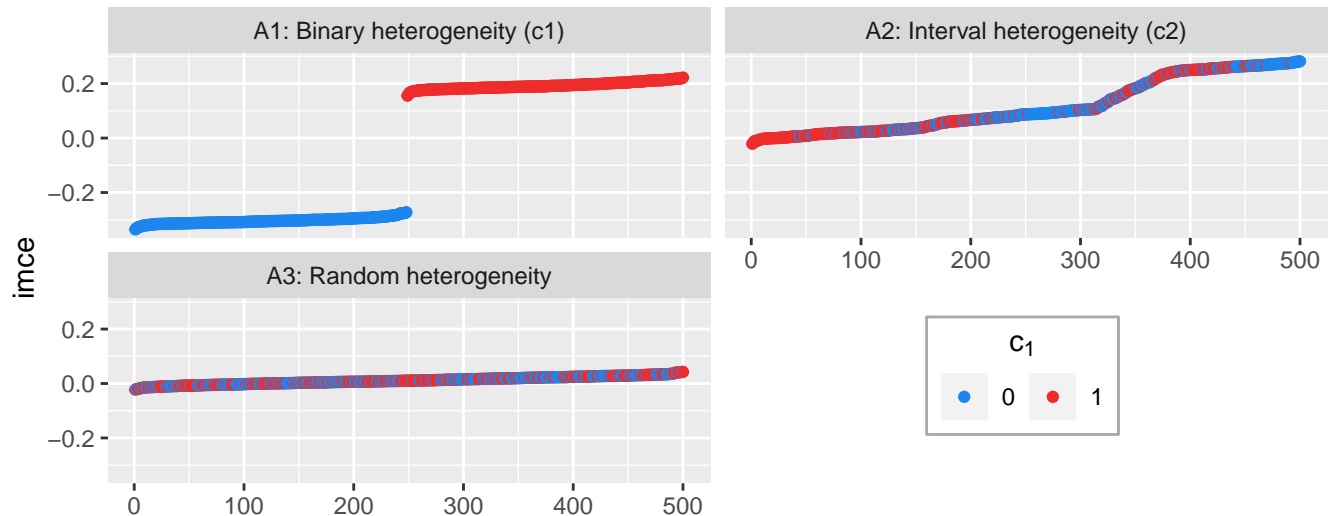 A1: Binary heterogeneity (c1)
A2: Interval heterogeneity (c2)
0.2
0.0
−0.2
0 100 200 300 400 500
imce
A3: Random heterogeneity
0.2
0.0
−0.2
0 100 200 300 400 500
c1
0 1